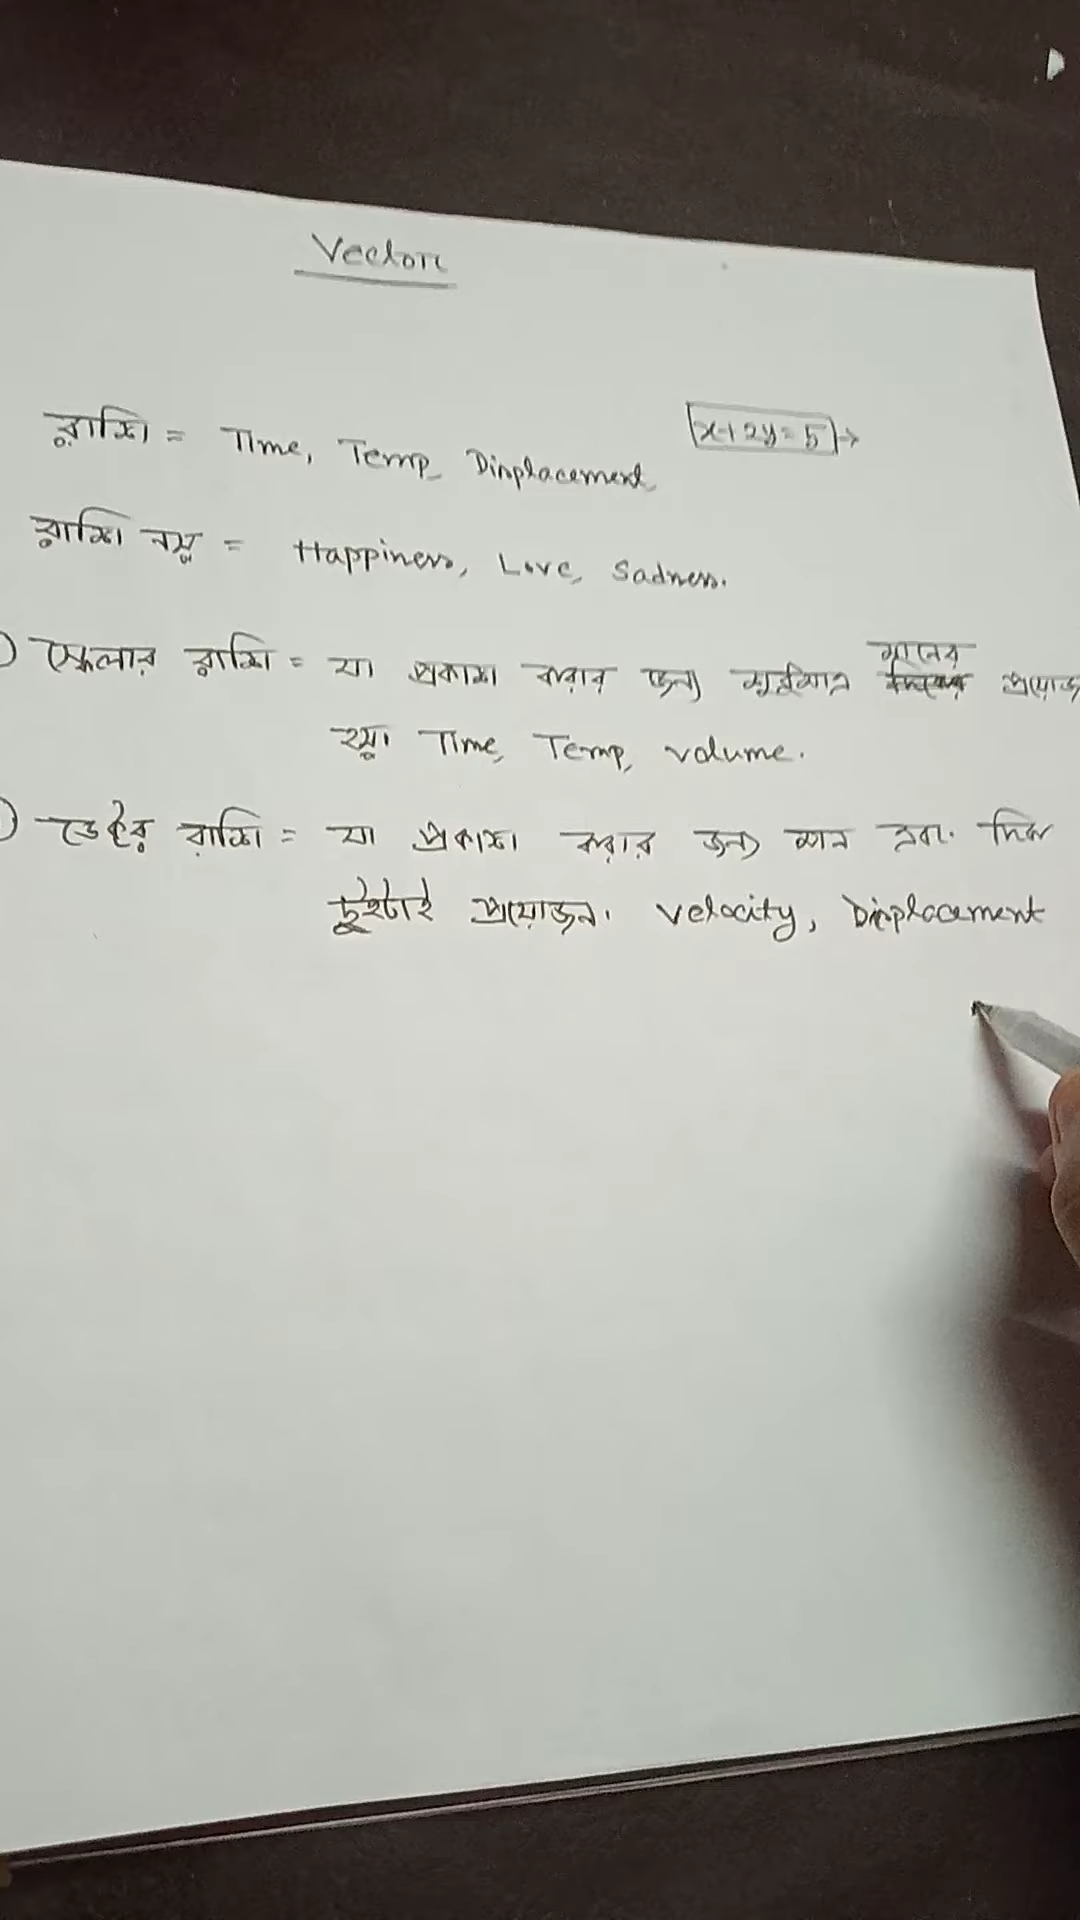 Vector
রাশি = Time, Temp, Displacement,
x+2y=5 →
রাশি নয় = Happiness, Love, Sadness.
স্কেলার রাশি = যা প্রকাশ করার জন্য শুধুমাত্র মানের প্রয়োজ
হয়। Time, Temp, volume.
ভেক্টর রাশি = যা প্রকাশ করার জন্য মান এবং দিক
দুইটাই প্রয়োজন। velocity, Displacement